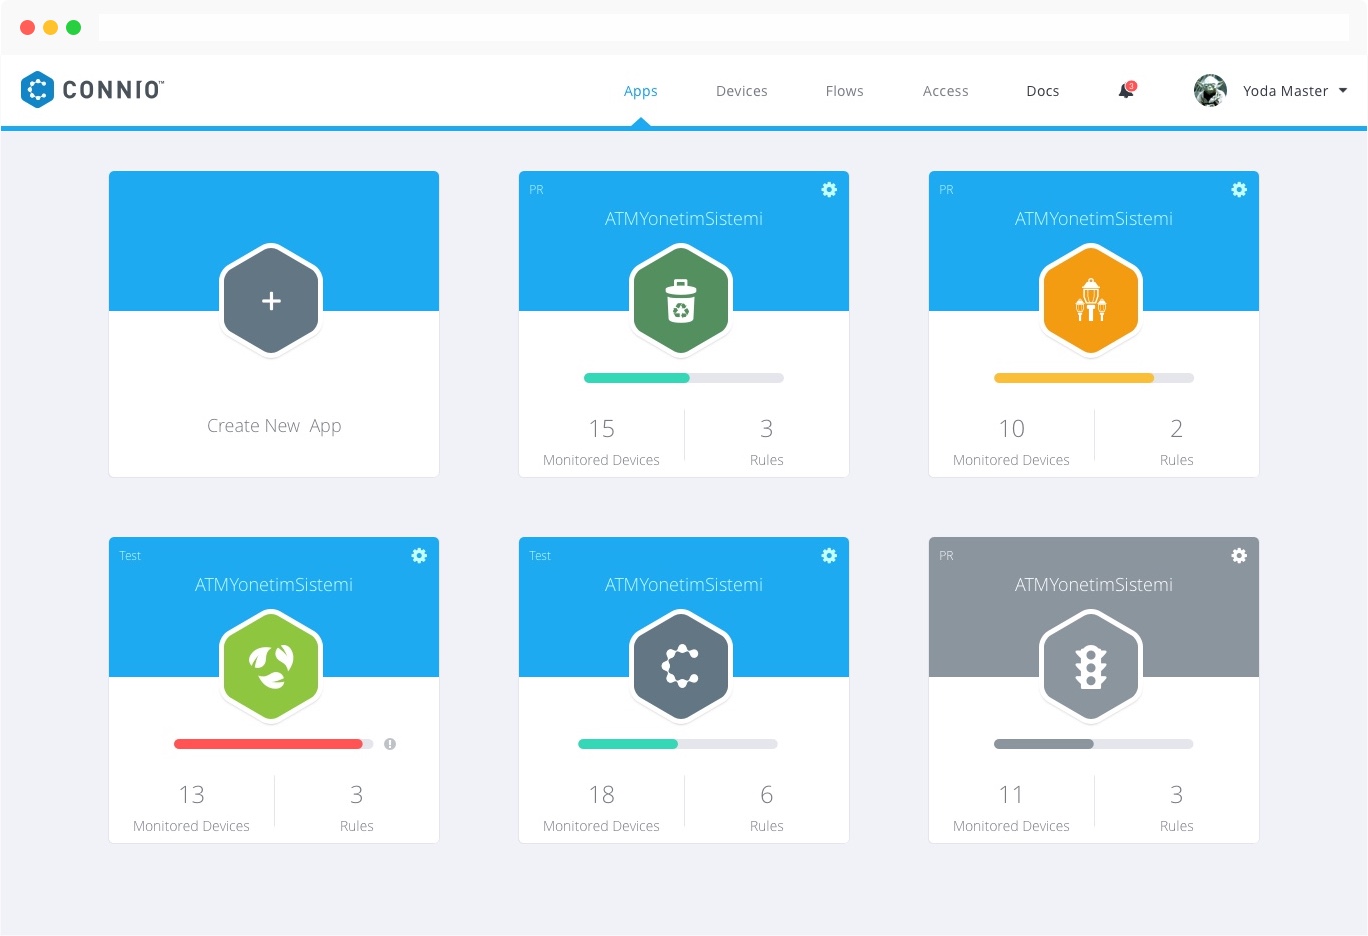 CONNIO™
Apps
Devices
Flows
Access
Docs
3
Yoda Master
Create New App
PR
ATMYonetimSistemi
15
Monitored Devices
3
Rules
PR
ATMYonetimSistemi
10
Monitored Devices
2
Rules
Test
ATMYonetimSistemi
13
Monitored Devices
3
Rules
Test
ATMYonetimSistemi
18
Monitored Devices
6
Rules
PR
ATMYonetimSistemi
11
Monitored Devices
3
Rules